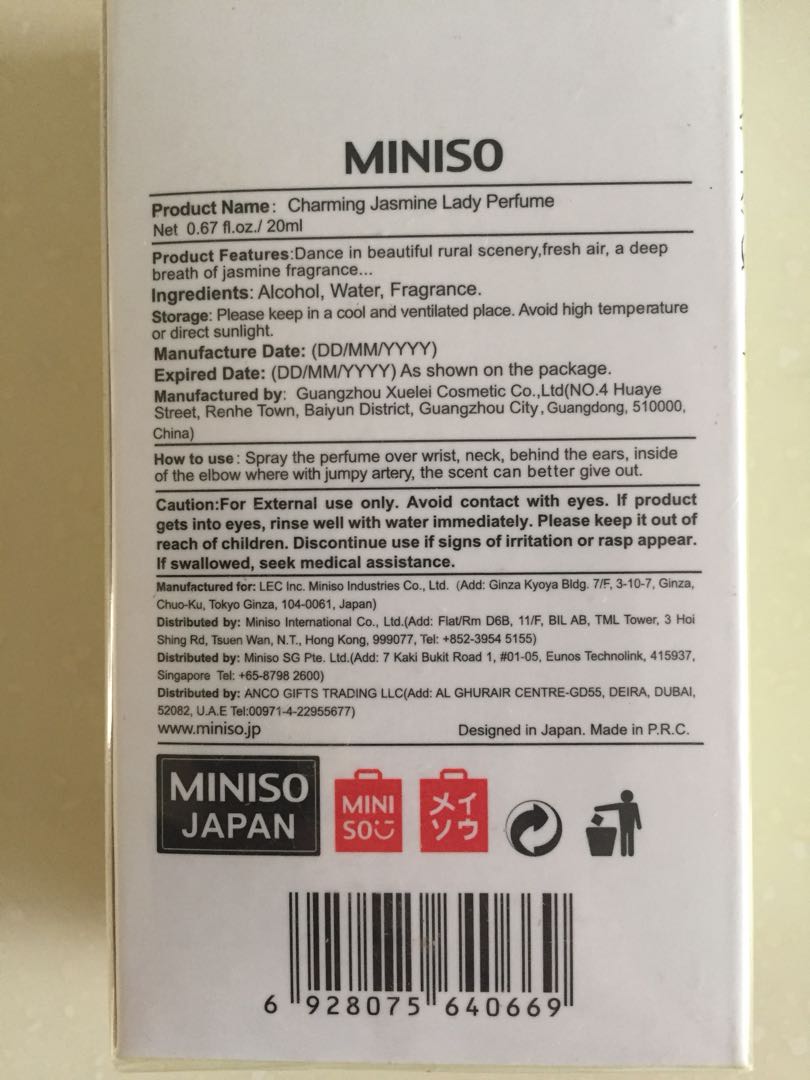 MINISO
Product Name: Charming Jasmine Lady Perfume
Net 0.67 fl.oz./ 20ml
Product Features:Dance in beautiful rural scenery,fresh air, a deep
breath of jasmine fragrance...
Ingredients: Alcohol, Water, Fragrance.
Storage: Please keep in a cool and ventilated place. Avoid high temperature
or direct sunlight.
Manufacture Date: (DD/MM/YYYY)
Expired Date: (DD/MM/YYYY) As shown on the package.
Manufactured by: Guangzhou Xuelei Cosmetic Co.,Ltd(NO.4 Huaye
Street, Renhe Town, Baiyun District, Guangzhou City, Guangdong, 510000,
China)
How to use: Spray the perfume over wrist, neck, behind the ears, inside
of the elbow where with jumpy artery, the scent can better give out.
Caution:For External use only. Avoid contact with eyes. If product
gets into eyes, rinse well with water immediately. Please keep it out of
reach of children. Discontinue use if signs of irritation or rasp appear.
If swallowed, seek medical assistance.
Manufactured for: LEC Inc. Miniso Industries Co., Ltd. (Add: Ginza Kyoya Bldg. 7/F, 3-10-7, Ginza,
Chuo-Ku, Tokyo Ginza, 104-0061, Japan)
Distributed by: Miniso International Co., Ltd.(Add: Flat/Rm D6B, 11/F, BIL AB, TML Tower, 3 Hoi
Shing Rd, Tsuen Wan, N.T., Hong Kong, 999077, Tel: +852-3954 5155)
Distributed by: Miniso SG Pte. Ltd.(Add: 7 Kaki Bukit Road 1, #01-05, Eunos Technolink, 415937,
Singapore Tel: +65-8798 2600)
Distributed by: ANCO GIFTS TRADING LLC(Add: AL GHURAIR CENTRE-GD55, DEIRA, DUBAI,
52082, U.A.E Tel:00971-4-22955677)
www.miniso.jp Designed in Japan. Made in P.R.C.
MINISO
JAPAN
MINI
SO
メイ
ソウ
6 928075 640669